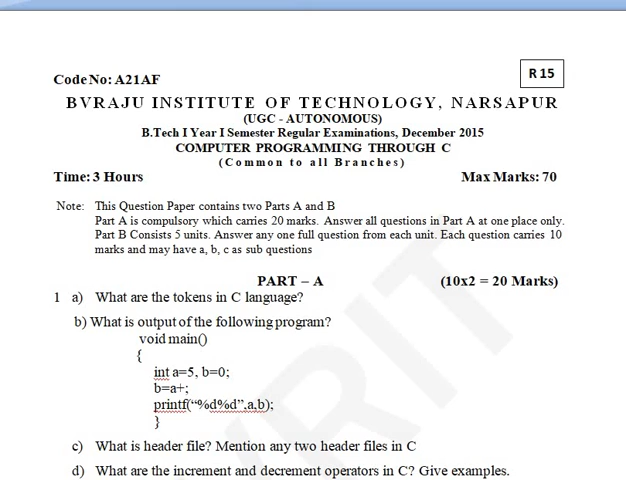 R 15
Code No: A21AF
BVRAJU INSTITUTE OF TECHNOLOGY, NARSAPUR
(UGC - AUTONOMOUS)
B.Tech I Year I Semester Regular Examinations, December 2015
COMPUTER PROGRAMMING THROUGH C
(Common to all Branches)
Time: 3 Hours Max Marks: 70
Note: This Question Paper contains two Parts A and B
Part A is compulsory which carries 20 marks. Answer all questions in Part A at one place only.
Part B Consists 5 units. Answer any one full question from each unit. Each question carries 10
marks and may have a, b, c as sub questions
PART – A (10x2 = 20 Marks)
1 a) What are the tokens in C language?
b) What is output of the following program?
void main()
{
int a=5, b=0;
b=a+;
printf(“%d%d”,a,b);
}
c) What is header file? Mention any two header files in C
d) What are the increment and decrement operators in C? Give examples.